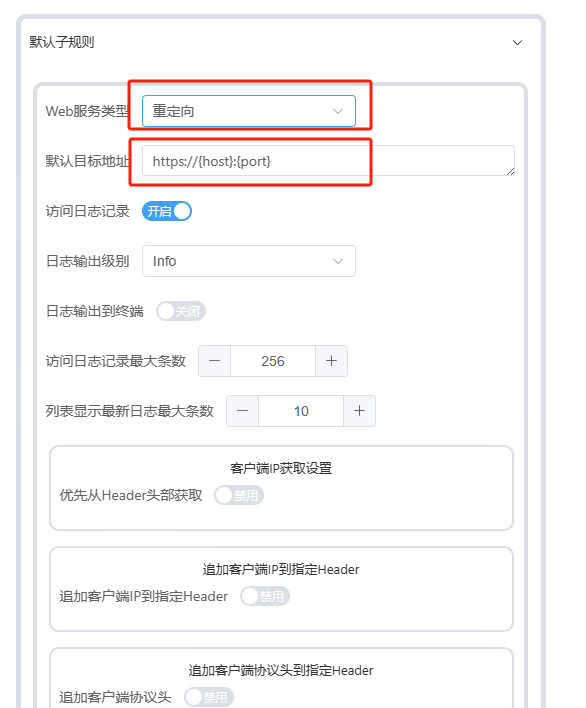 默认子规则
Web服务类型 重定向
默认目标地址 https://{host}:{port}
访问日志记录 开启
日志输出级别 Info
日志输出到终端 关闭
访问日志记录最大条数 256
列表显示最新日志最大条数 10
客户端IP获取设置
优先从Header头部获取 禁用
追加客户端IP到指定Header
追加客户端IP到指定Header 禁用
追加客户端协议头到指定Header
追加客户端协议头 禁用